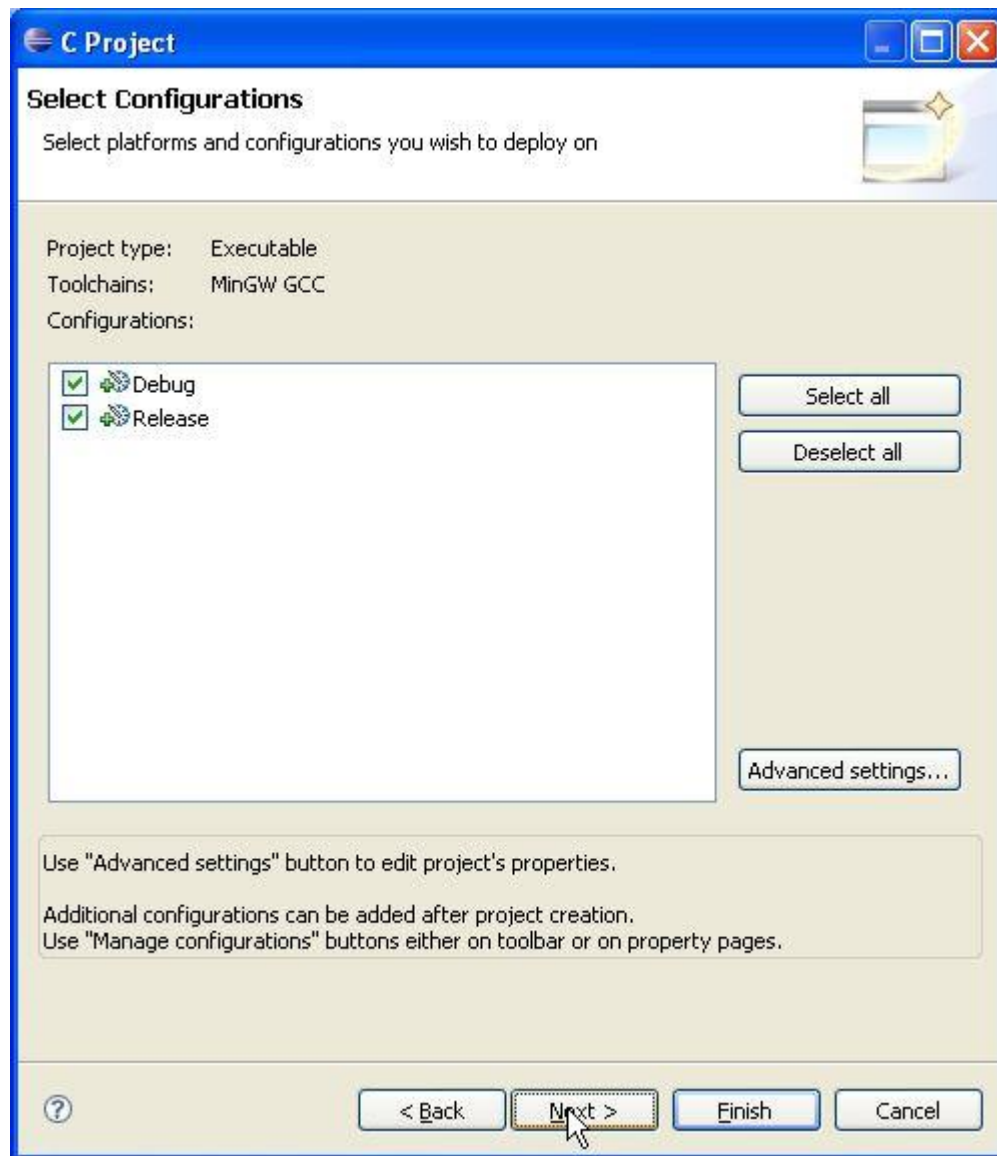 C Project
Select Configurations
Select platforms and configurations you wish to deploy on
Project type: Executable
Toolchains: MinGW GCC
Configurations:
Debug
Release
Select all
Deselect all
Advanced settings...
Use "Advanced settings" button to edit project's properties.
Additional configurations can be added after project creation.
Use "Manage configurations" buttons either on toolbar or on property pages.
< Back Next > Finish Cancel